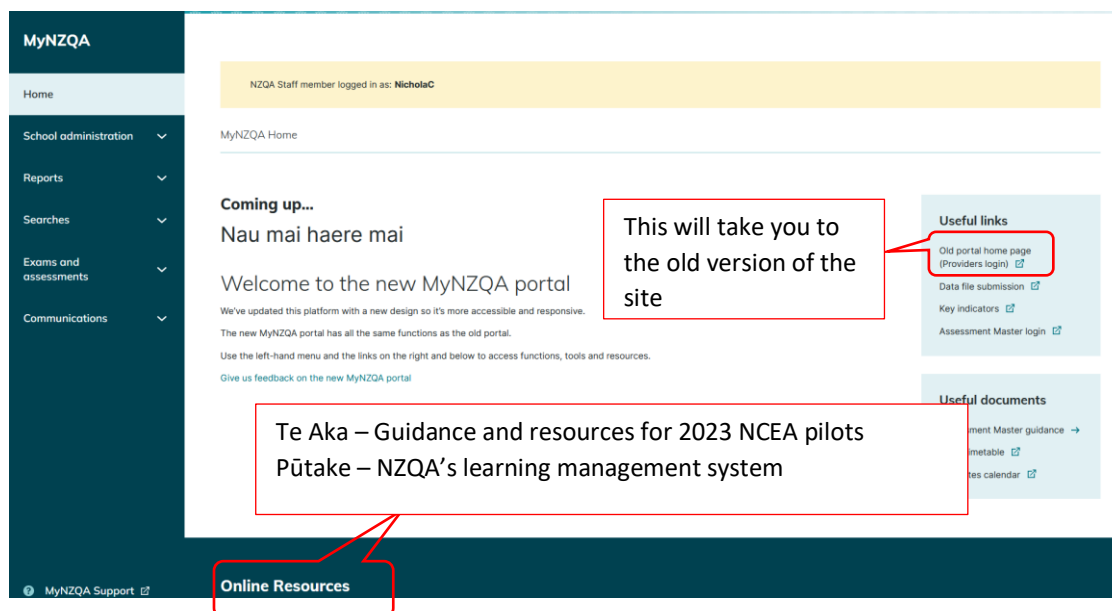 MyNZQA
Home
School administration
Reports
Searches
Exams and
assessments
Communications
MyNZQA Support
NZQA Staff member logged in as: NicholaC
MyNZQA Home
Coming up...
Nau mai haere mai
Welcome to the new MyNZQA portal
We've updated this platform with a new design so it's more accessible and responsive.
The new MyNZQA portal has all the same functions as the old portal.
Use the left-hand menu and the links on the right and below to access functions, tools and resources.
Give us feedback on the new MyNZQA portal
This will take you to
the old version of the
site
Useful links
Old portal home page
(Providers login)
Data file submission
Key indicators
Assessment Master login
Useful documents
Master guidance
calendar
Te Aka – Guidance and resources for 2023 NCEA pilots
Pūtake – NZQA's learning management system
Online Resources